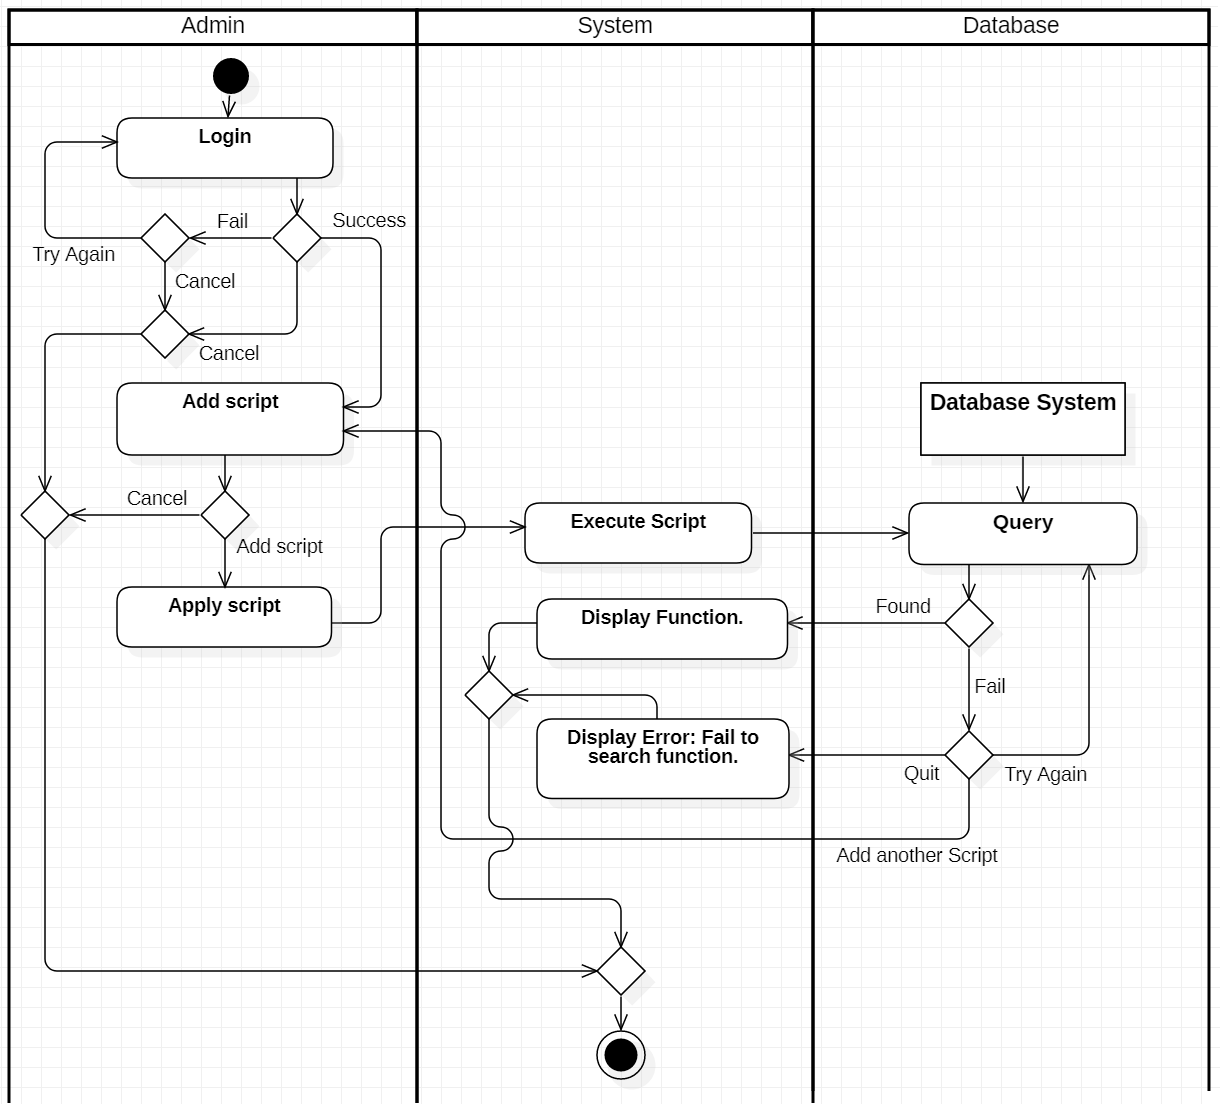 Admin
System
Database
Login
Fail
Success
Try Again
Cancel
Cancel
Add script
Database System
Cancel
Add script
Execute Script
Query
Apply script
Display Function.
Found
Fail
Display Error: Fail to
search function.
Quit
Try Again
Add another Script